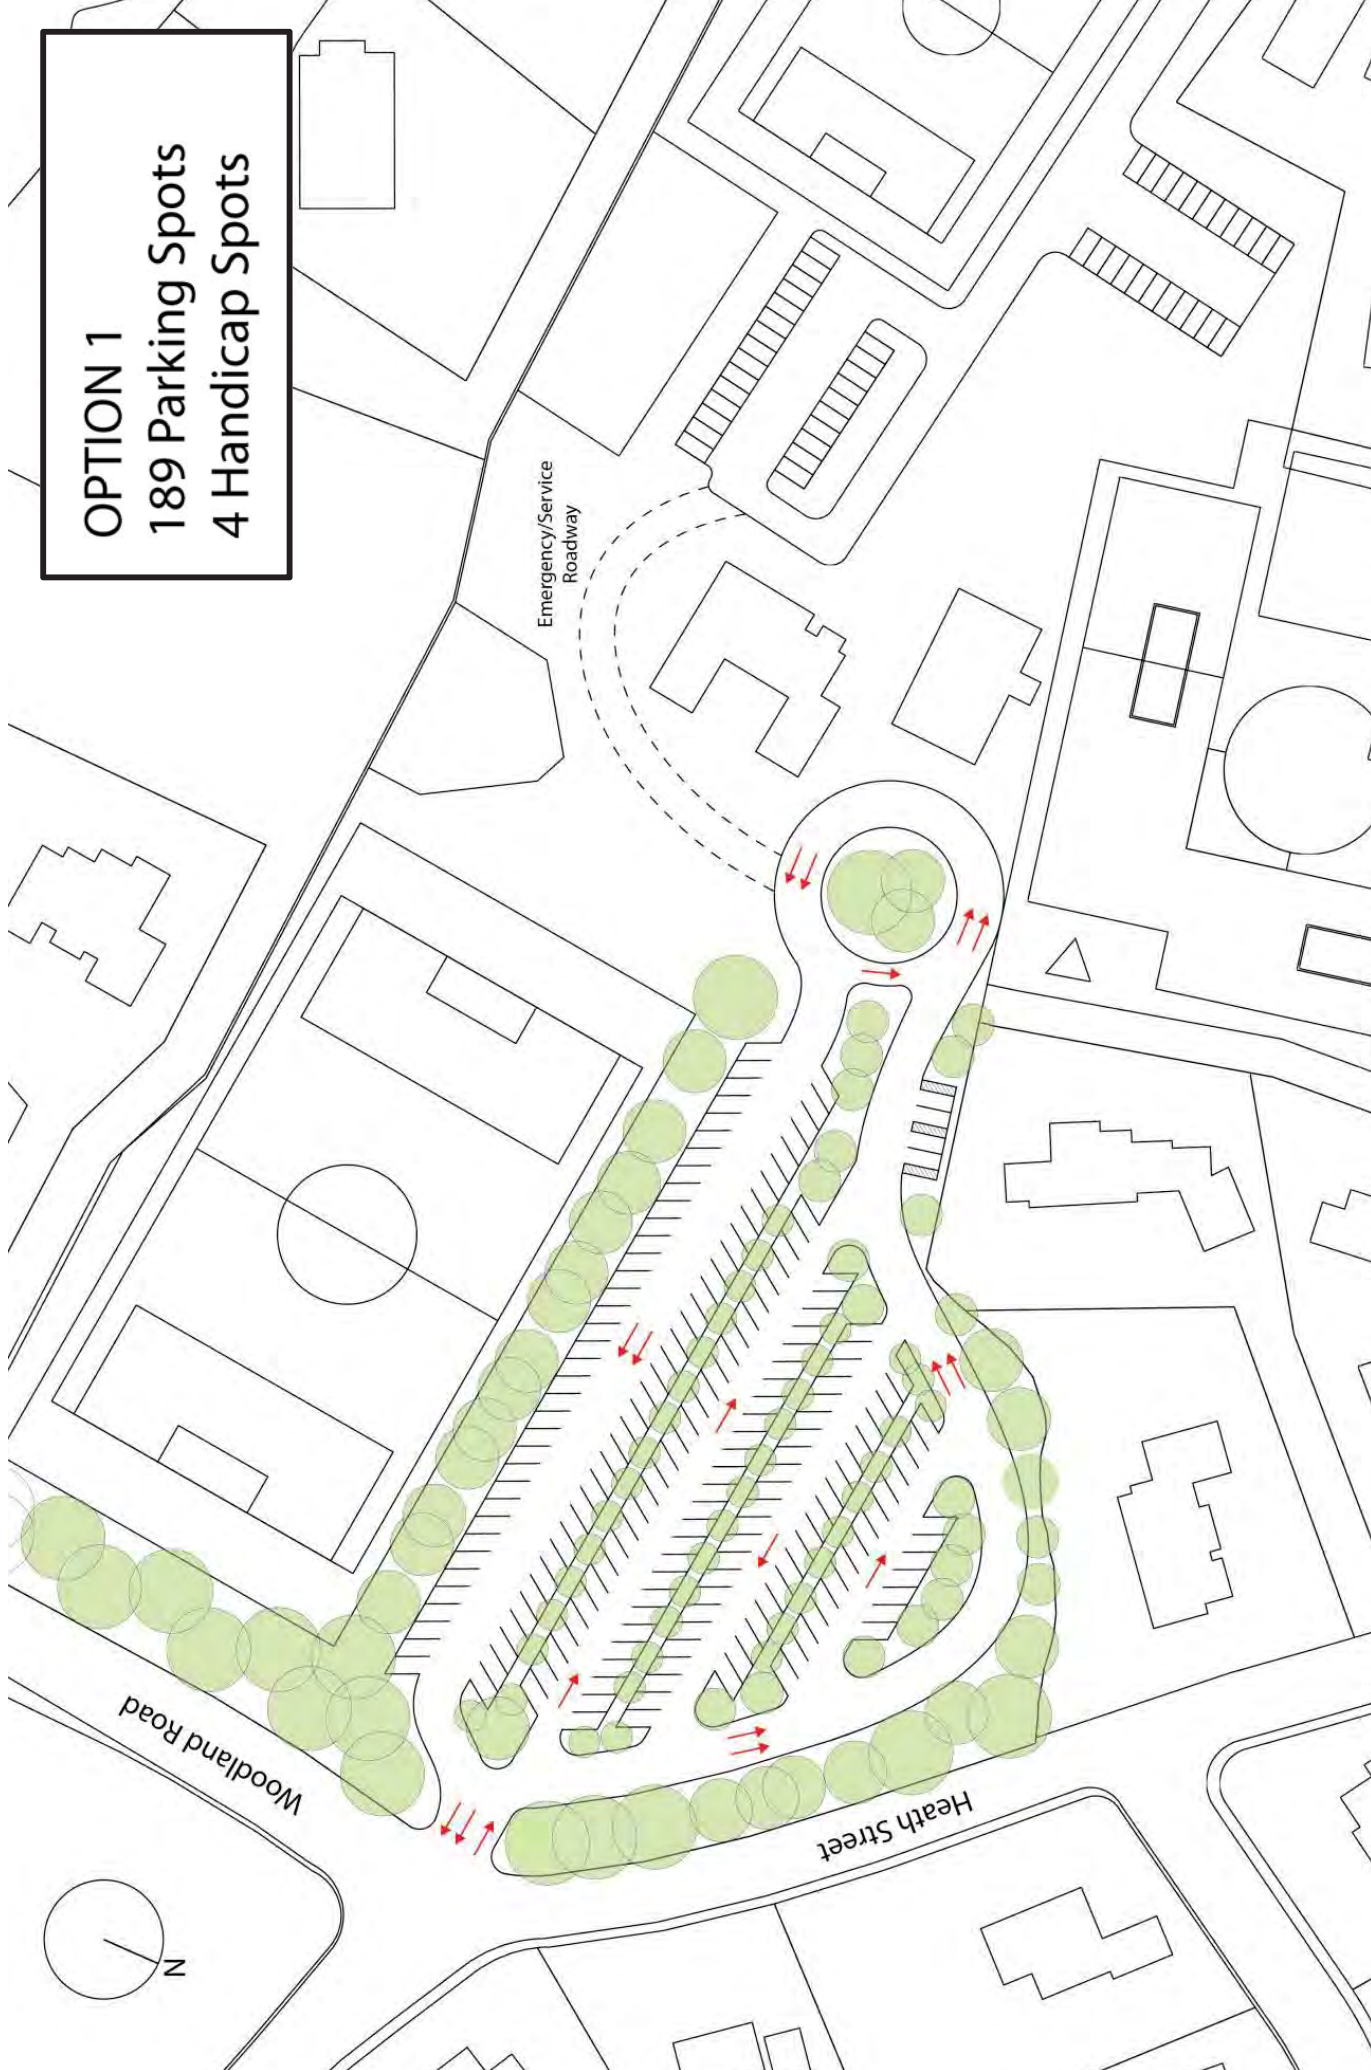 OPTION 1
189 Parking Spots
4 Handicap Spots
Emergency/Service
Roadway
Woodland Road
Heath Street
N